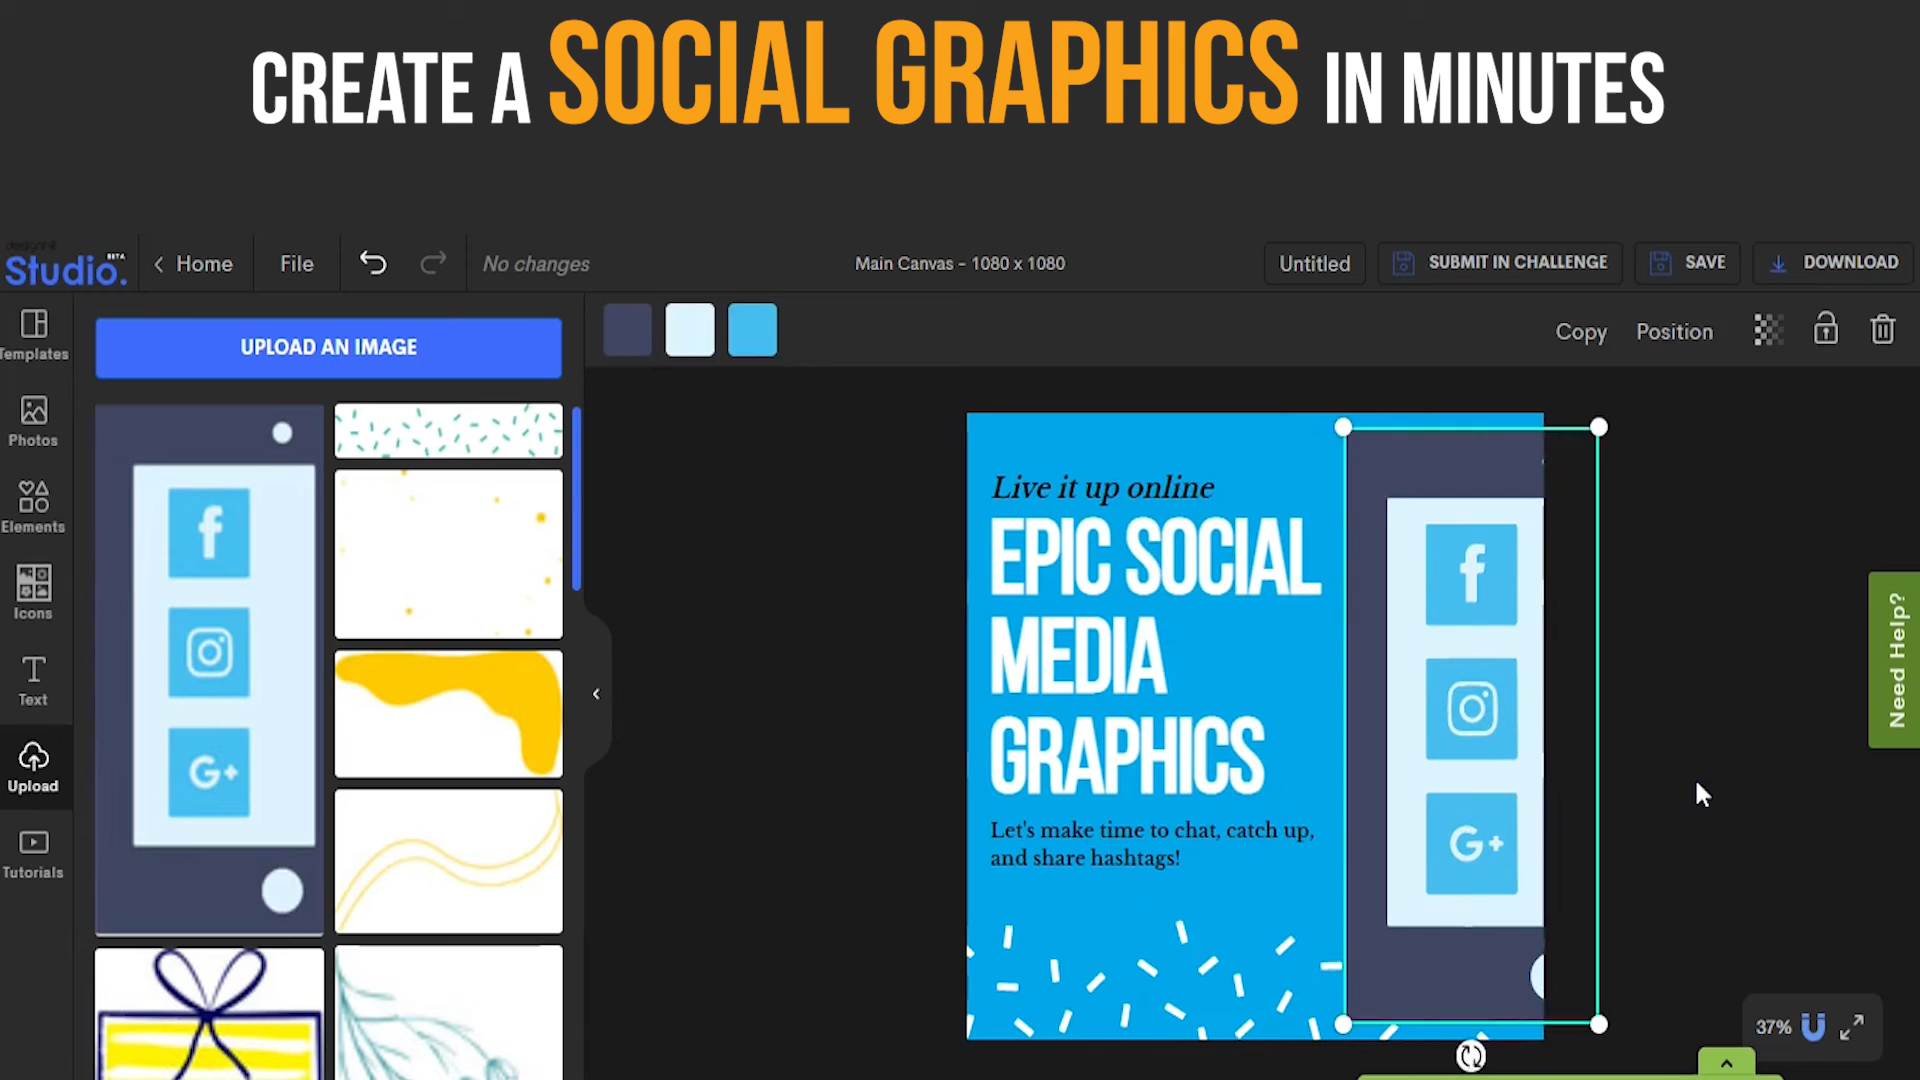 CREATE A SOCIAL GRAPHICS IN MINUTES
designhill
Studio. BETA
Home
File
No changes
Main Canvas - 1080 x 1080
Untitled
SUBMIT IN CHALLENGE
SAVE
DOWNLOAD
Templates
Photos
Elements
Icons
Text
Upload
Tutorials
UPLOAD AN IMAGE
f
G+
Copy
Position
Live it up online
EPIC SOCIAL
MEDIA
GRAPHICS
Let's make time to chat, catch up,
and share hashtags!
f
G+
Need Help?
37%